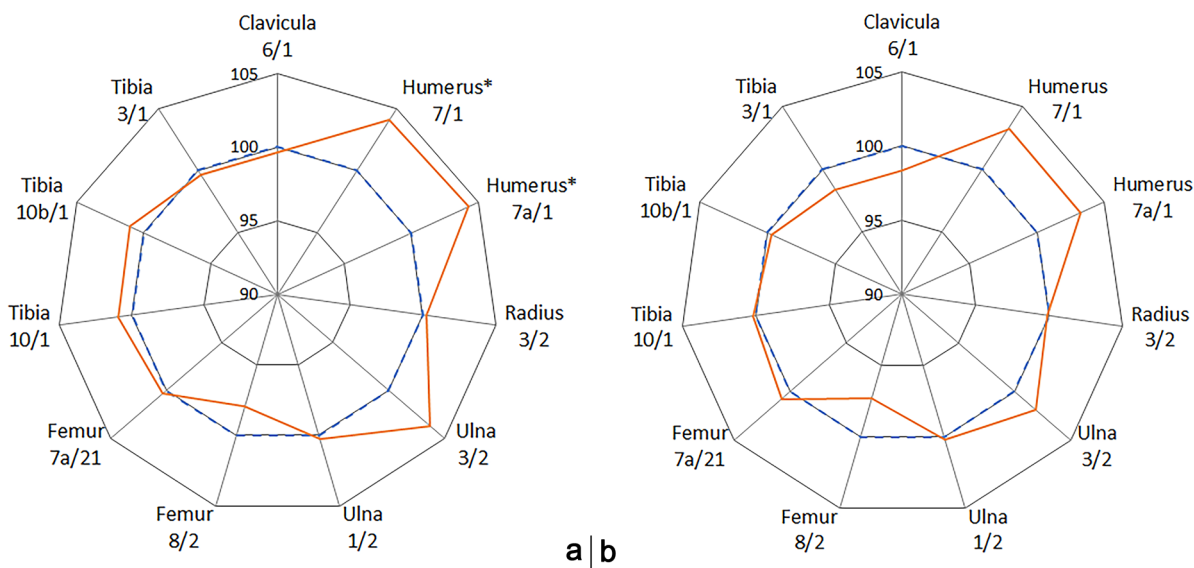 Clavicula
6/1
105
Tibia
3/1
Humerus*
7/1
100
Tibia
10b/1
Humerus*
7a/1
95
90
Tibia
10/1
Radius
3/2
Femur
7a/21
Ulna
3/2
Femur
8/2
Ulna
1/2
a
Clavicula
6/1
105
Tibia
3/1
Humerus
7/1
100
Tibia
10b/1
Humerus
7a/1
95
90
Tibia
10/1
Radius
3/2
Femur
7a/21
Ulna
3/2
Femur
8/2
Ulna
1/2
b